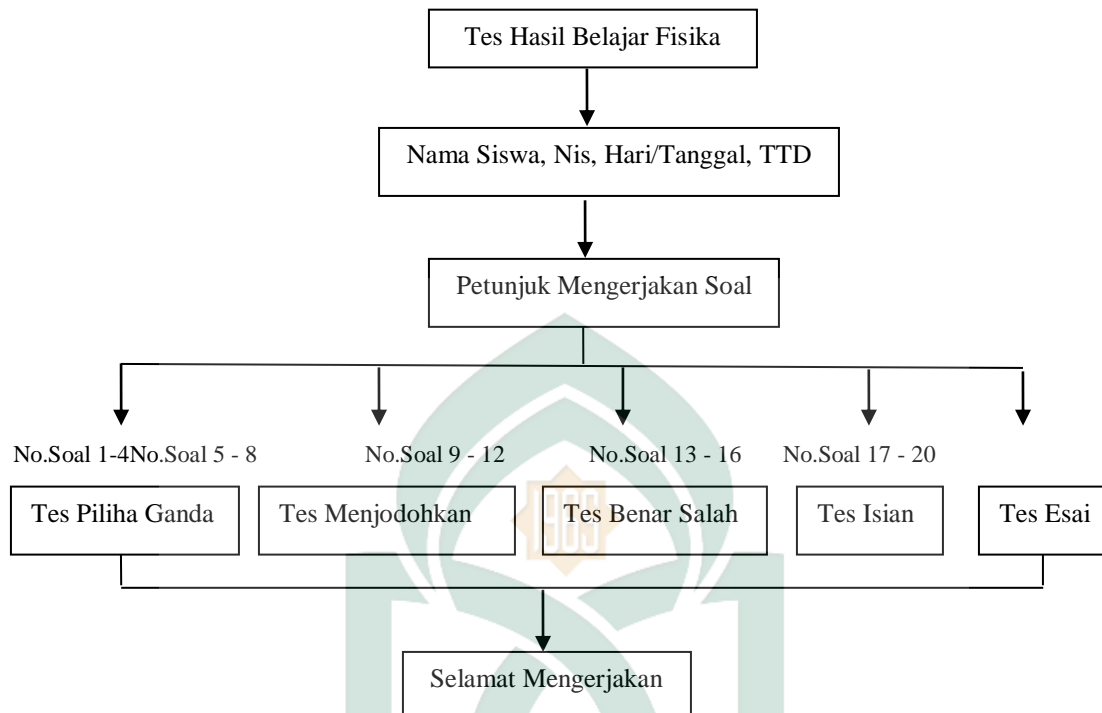 Tes Hasil Belajar Fisika
Nama Siswa, Nis, Hari/Tanggal, TTD
Petunjuk Mengerjakan Soal
No.Soal 1-4No.Soal 5 - 8 No.Soal 9 - 12 No.Soal 13 - 16 No.Soal 17 - 20
Tes Piliha Ganda Tes Menjodohkan Tes Benar Salah Tes Isian Tes Esai
1989
Selamat Mengerjakan